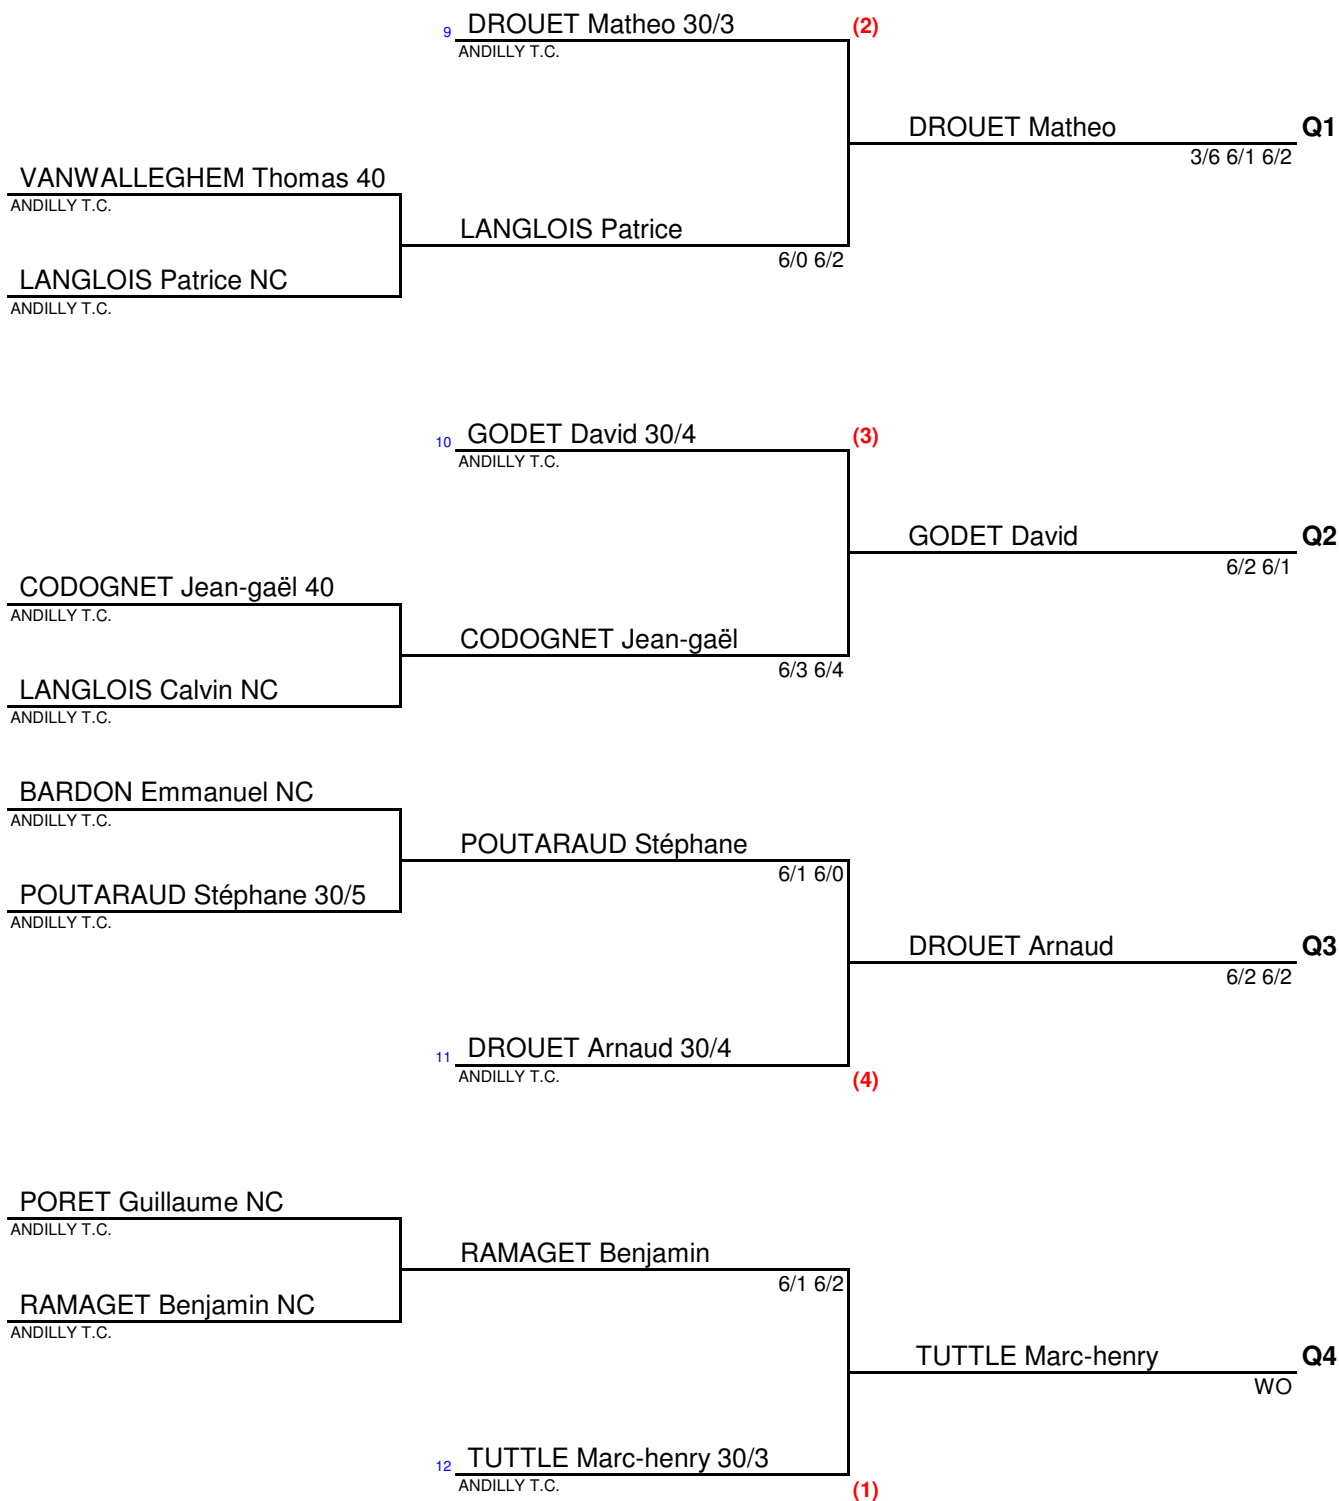 9 DROUET Matheo 30/3 (2)
ANDILLY T.C.
DROUET Matheo Q1
3/6 6/1 6/2
VANWALLEGHEM Thomas 40
ANDILLY T.C.
LANGLOIS Patrice
6/0 6/2
LANGLOIS Patrice NC
ANDILLY T.C.
10 GODET David 30/4 (3)
ANDILLY T.C.
GODET David Q2
6/2 6/1
CODOGNET Jean-gaël 40
ANDILLY T.C.
CODOGNET Jean-gaël
6/3 6/4
LANGLOIS Calvin NC
ANDILLY T.C.
BARDON Emmanuel NC
ANDILLY T.C.
POUTARAUD Stéphane
6/1 6/0
POUTARAUD Stéphane 30/5
ANDILLY T.C.
DROUET Arnaud Q3
6/2 6/2
11 DROUET Arnaud 30/4
ANDILLY T.C. (4)
PORET Guillaume NC
ANDILLY T.C.
RAMAGET Benjamin
6/1 6/2
RAMAGET Benjamin NC
ANDILLY T.C.
TUTTLE Marc-henry Q4
WO
12 TUTTLE Marc-henry 30/3
ANDILLY T.C. (1)